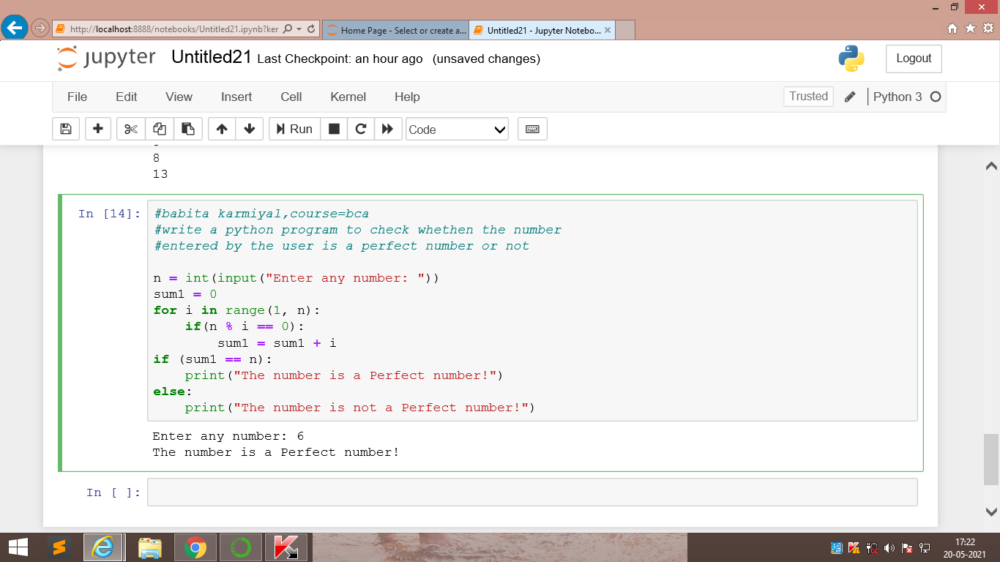 http://localhost:8888/notebooks/Untitled21.ipynb?ker
Home Page - Select or create a...
Untitled21 - Jupyter Notebo...
jupyter Untitled21 Last Checkpoint: an hour ago (unsaved changes)
Logout
File Edit View Insert Cell Kernel Help
Trusted Python 3
Run Code
8
13
In [14]:
#babita karmiyal,course=bca
#write a python program to check whethen the number
#entered by the user is a perfect number or not
n = int(input("Enter any number: "))
sum1 = 0
for i in range(1, n):
    if(n % i == 0):
        sum1 = sum1 + i
if (sum1 == n):
    print("The number is a Perfect number!")
else:
    print("The number is not a Perfect number!")
Enter any number: 6
The number is a Perfect number!
In [ ]:
17:22
20-05-2021